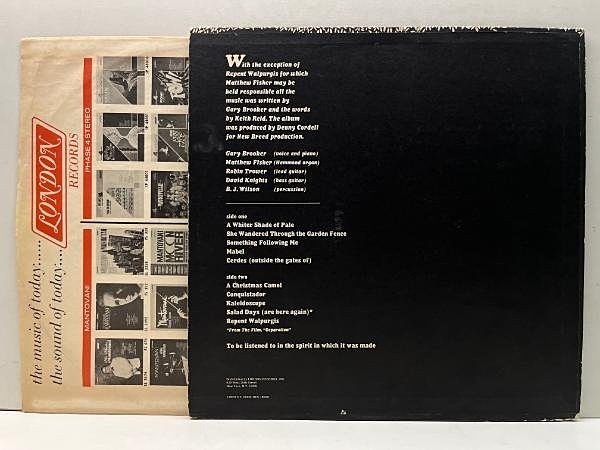 the music of today.....
the sound of today....
LONDON
RECORDS
PHASE 4 STEREO
MANTOVANI
With the exception of
Repent Walpurgis for which
Matthew Fisher may be
held responsible all the
music was written by
Gary Brooker and the words
by Keith Reid. The album
was produced by Denny Cordell
for New Breed production.
Gary Brooker (voice and piano)
Matthew Fisher (Hammond organ)
Robin Trower (lead guitar)
David Knights (bass guitar)
B. J. Wilson (percussion)
side one
A Whiter Shade of Pale
She Wandered Through the Garden Fence
Something Following Me
Mabel
Cerdes (outside the gates of)
side two
A Christmas Camel
Conquistador
Kaleidoscope
Salad Days (are here again)*
Repent Walpurgis
*From The Film, "Separation"
To be listened to in the spirit in which it was made